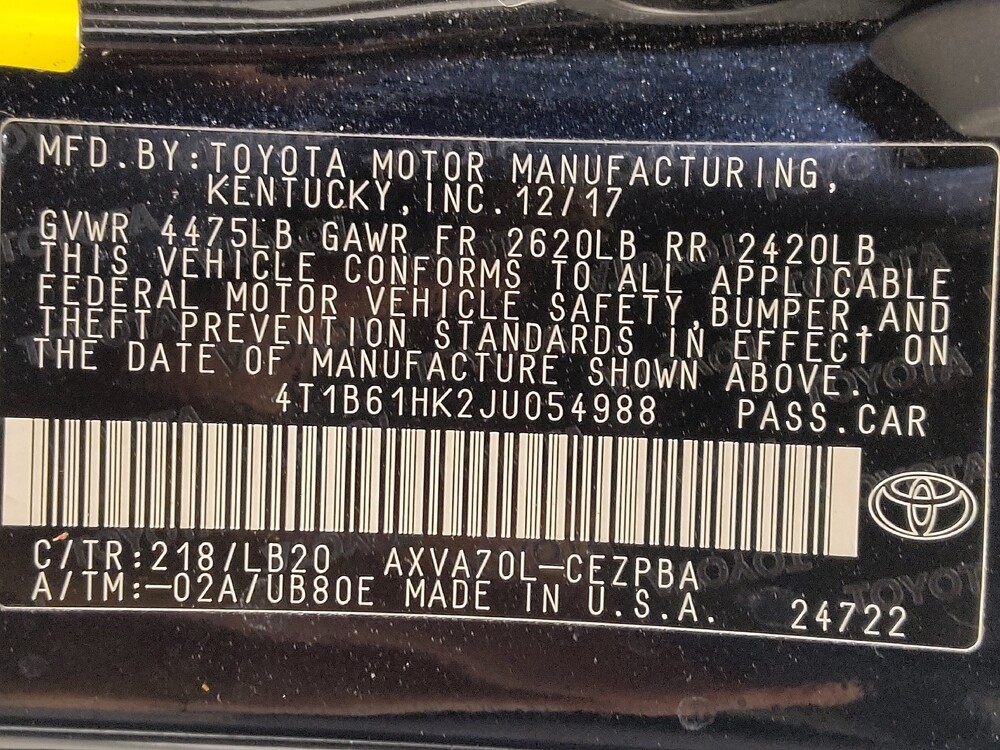 MFD.BY:TOYOTA MOTOR MANUFACTURING,
KENTUCKY,INC.12/17
GVWR 4475LB GAWR FR 2620LB RR 2420LB
THIS VEHICLE CONFORMS TO ALL APPLICABLE
FEDERAL MOTOR VEHICLE SAFETY,BUMPER,AND
THEFT PREVENTION STANDARDS IN EFFECT ON
THE DATE OF MANUFACTURE SHOWN ABOVE.
4T1B61HK2JU054988 PASS.CAR
C/TR:218/LB20 AXVA70L-CEZPBA
A/TM:-02A/UB80E MADE IN U.S.A. 24722